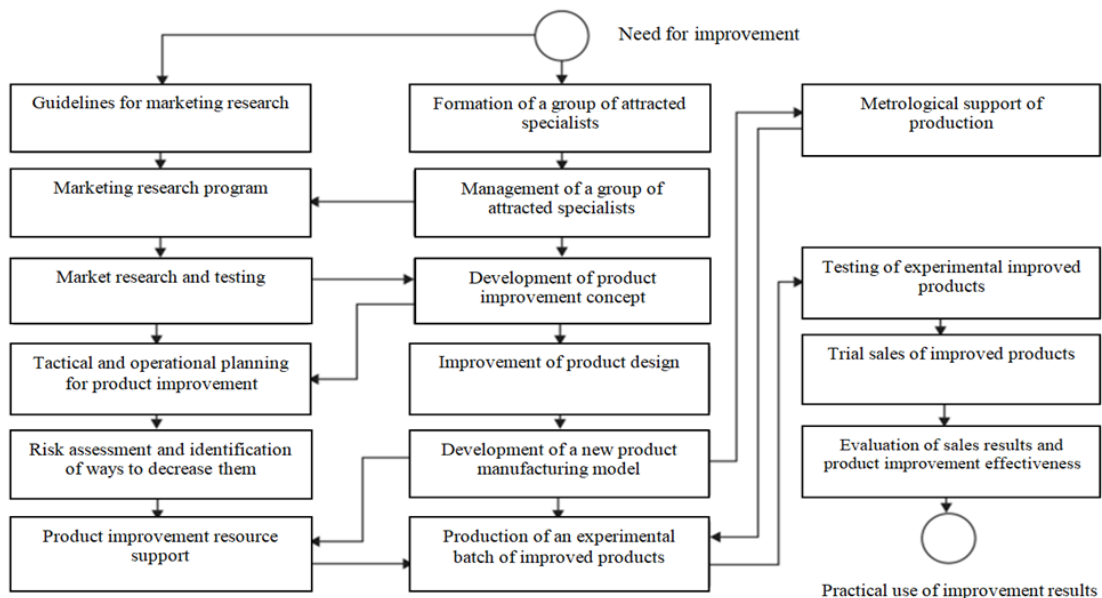 Need for improvement
Guidelines for marketing research
Formation of a group of attracted
specialists
Metrological support of
production
Marketing research program
Management of a group of
attracted specialists
Market research and testing
Development of product
improvement concept
Testing of experimental improved
products
Tactical and operational planning
for product improvement
Improvement of product design
Trial sales of improved products
Risk assessment and identification
of ways to decrease them
Development of a new product
manufacturing model
Evaluation of sales results and
product improvement effectiveness
Product improvement resource
support
Production of an experimental
batch of improved products
Practical use of improvement results